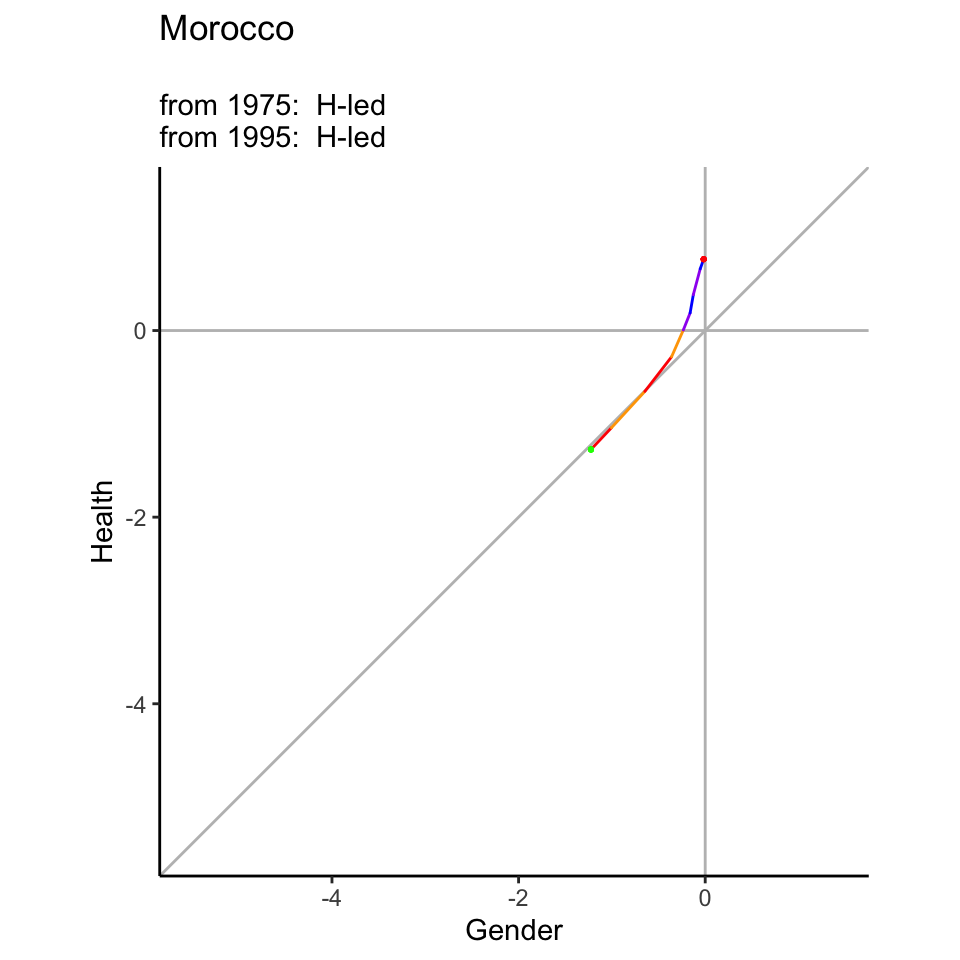 Morocco
from 1975:  H-led
from 1995:  H-led
0
-2
-4
Health
-4
-2
0
Gender